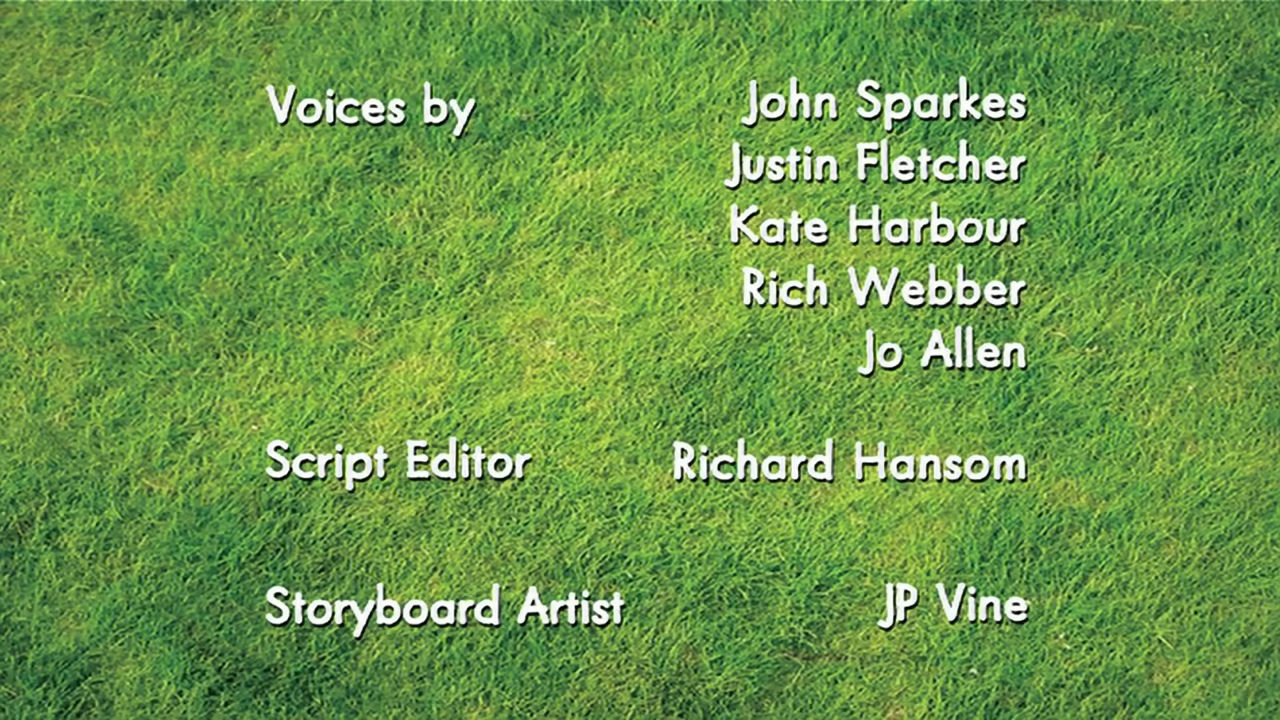 Voices by John Sparkes
Justin Fletcher
Kate Harbour
Rich Webber
Jo Allen
Script Editor Richard Hansom
Storyboard Artist JP Vine